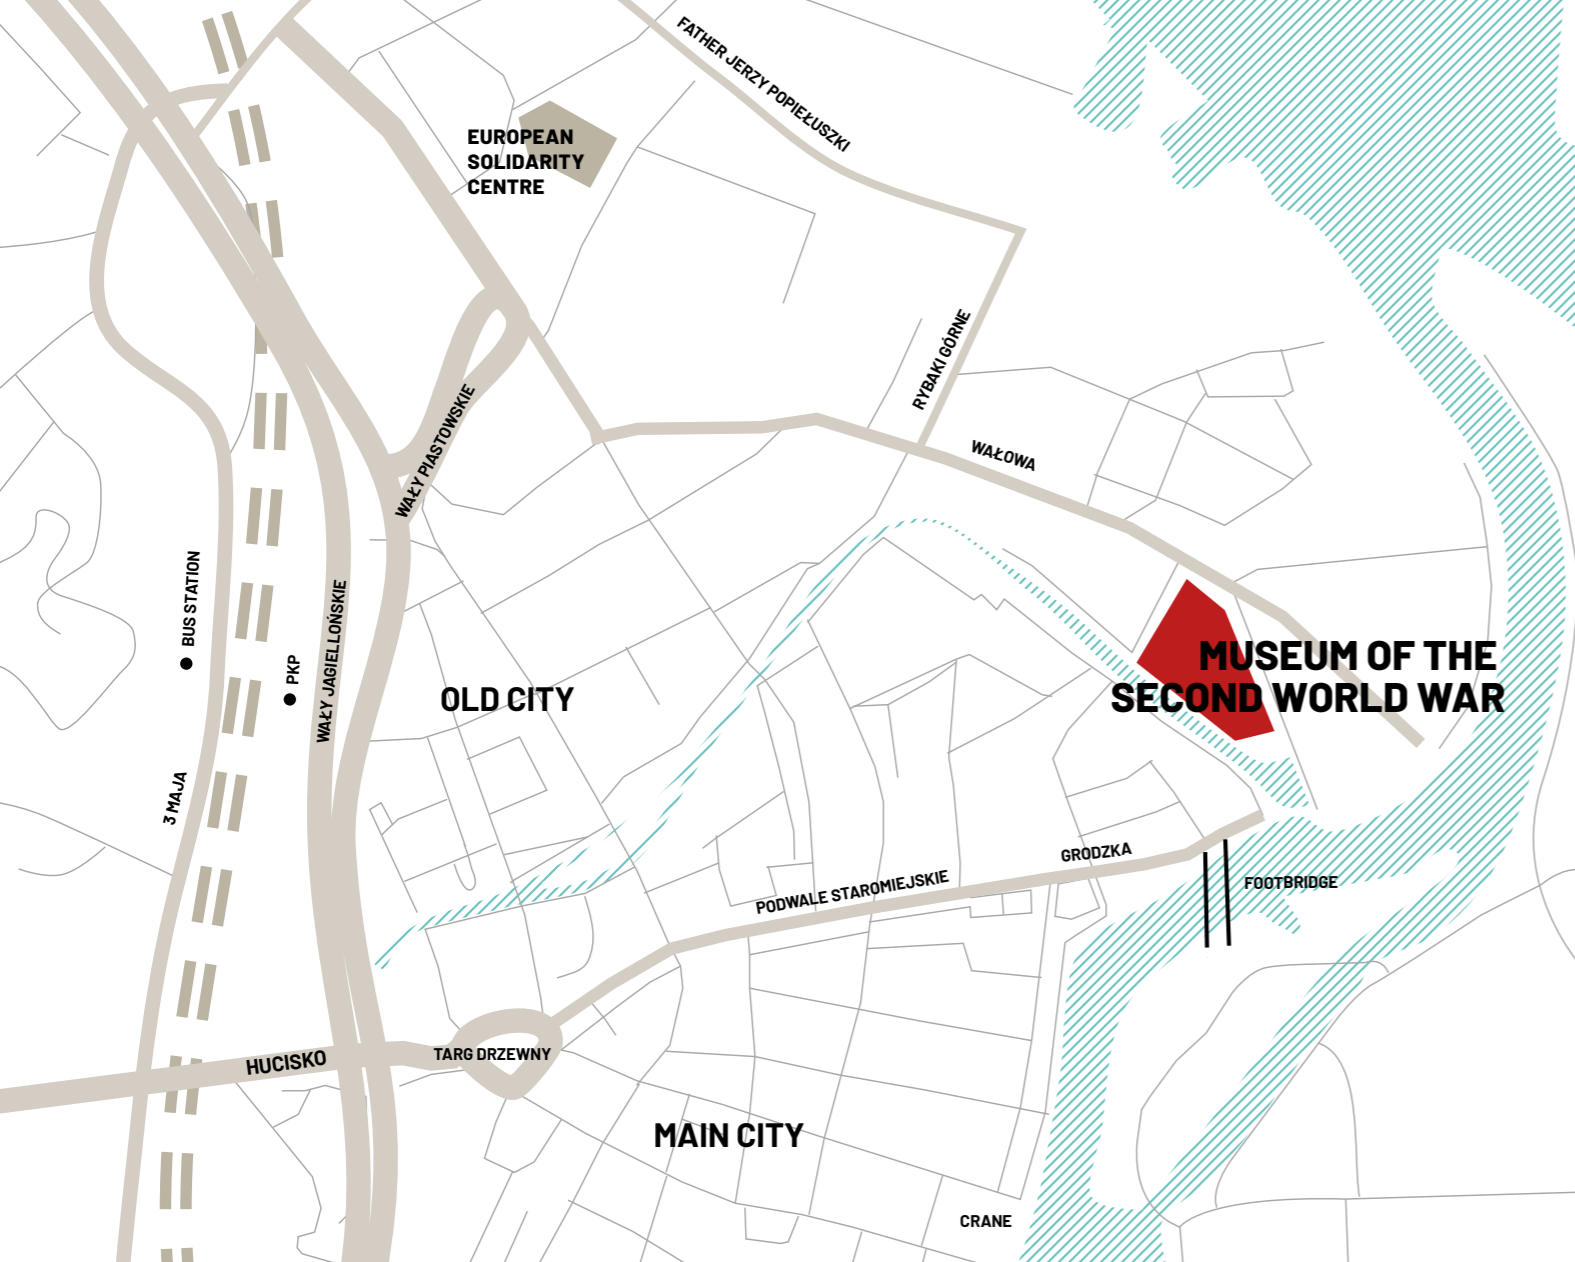 FATHER JERZY POPIEŁUSZKI
EUROPEAN
SOLIDARITY
CENTRE
RYBAKI GÓRNE
WAŁY PIASTOWSKIE
WAŁOWA
BUS STATION
PKP
WAŁY JAGIELLOŃSKIE
OLD CITY
MUSEUM OF THE
SECOND WORLD WAR
3 MAJA
GRODZKA
PODWALE STAROMIEJSKIE
FOOTBRIDGE
HUCISKO
TARG DRZEWNY
MAIN CITY
CRANE